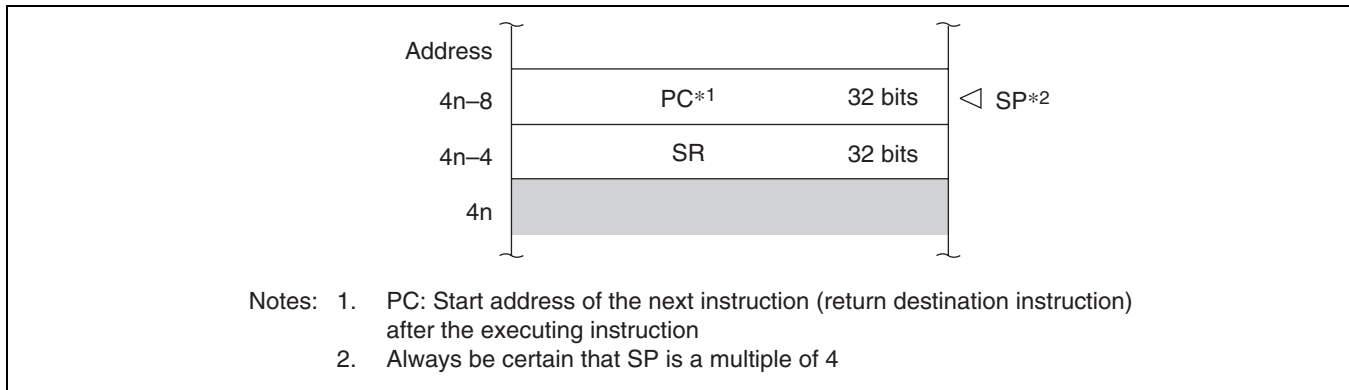 Address
4n–8 PC*1 32 bits SP*2
4n–4 SR 32 bits
4n
Notes: 1. PC: Start address of the next instruction (return destination instruction)
after the executing instruction
2. Always be certain that SP is a multiple of 4